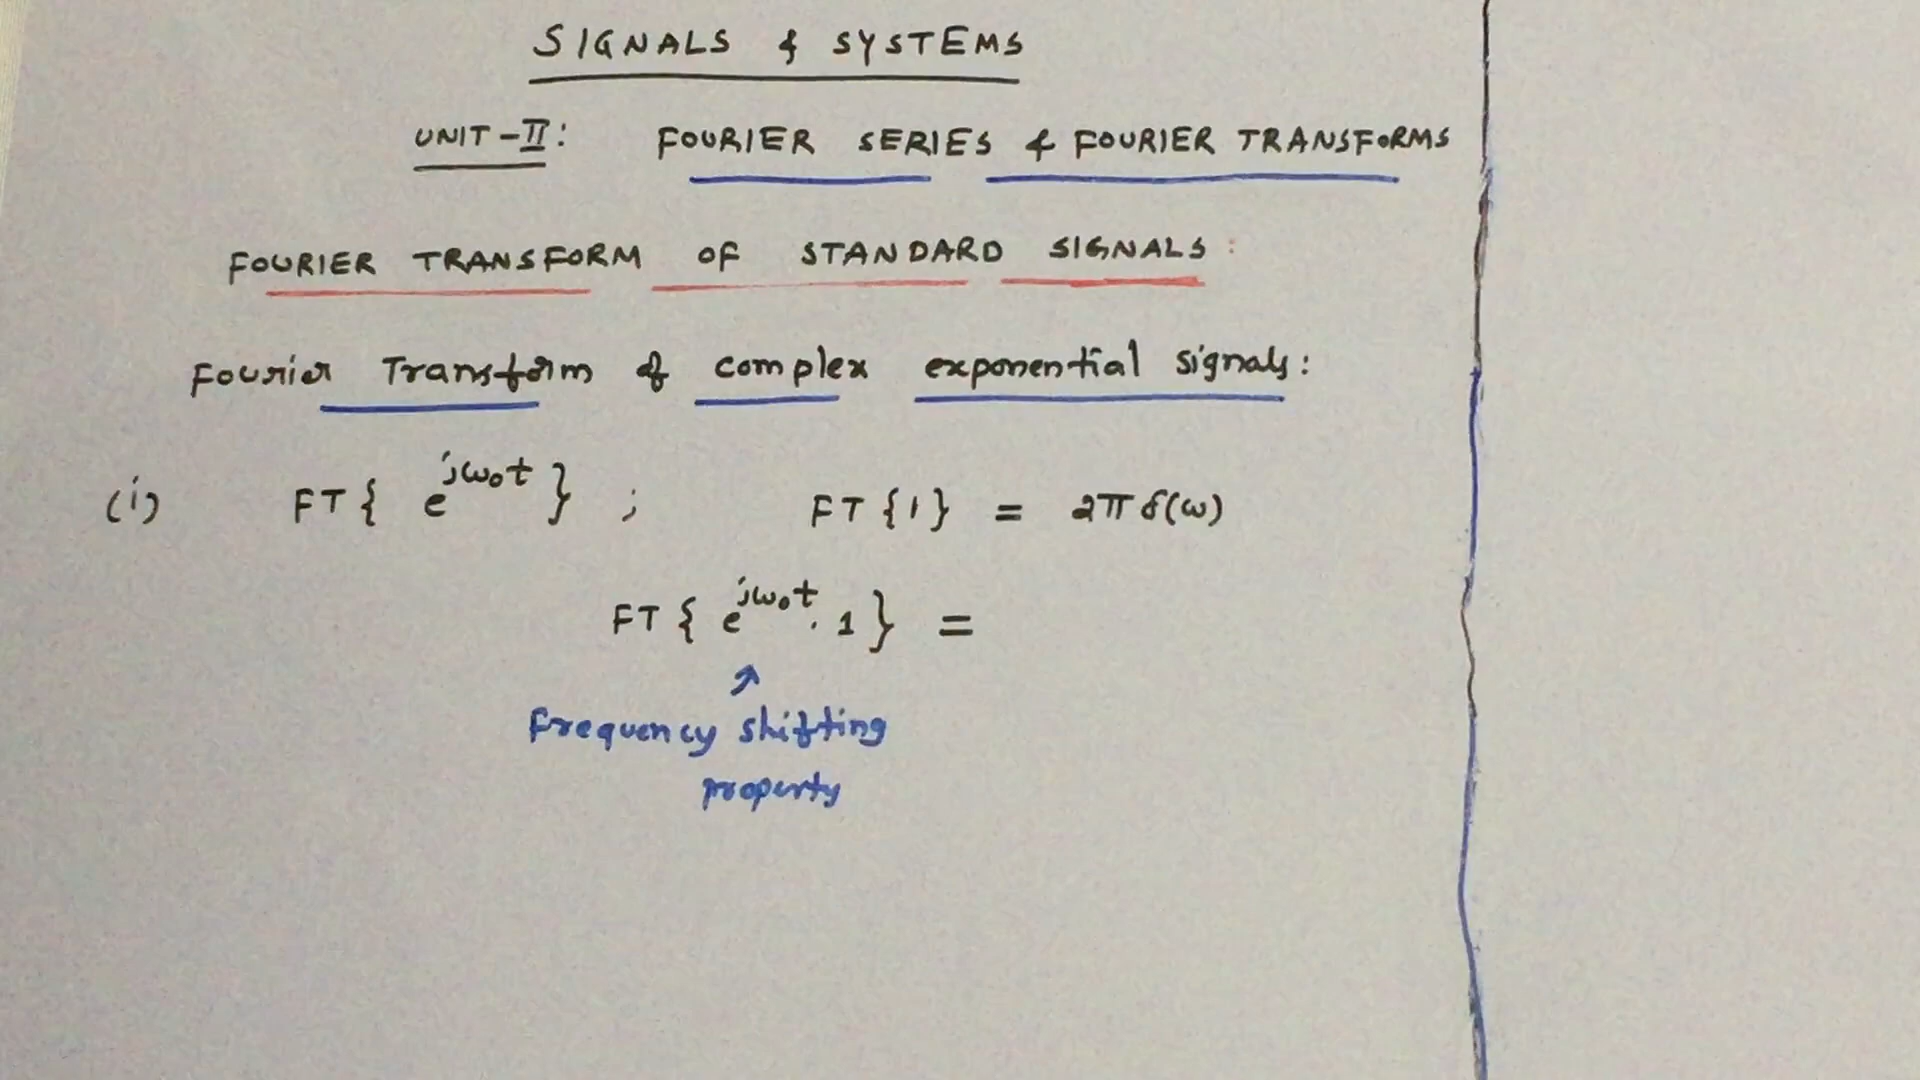 SIGNALS & SYSTEMS
UNIT-II: FOURIER SERIES & FOURIER TRANSFORMS
FOURIER TRANSFORM OF STANDARD SIGNALS:
Fourier Transform of complex exponential signals:
(i) FT{ e^{jω₀t} } ; FT{1} = 2πδ(ω)
FT{ e^{jω₀t} . 1 } =
Frequency shifting
property